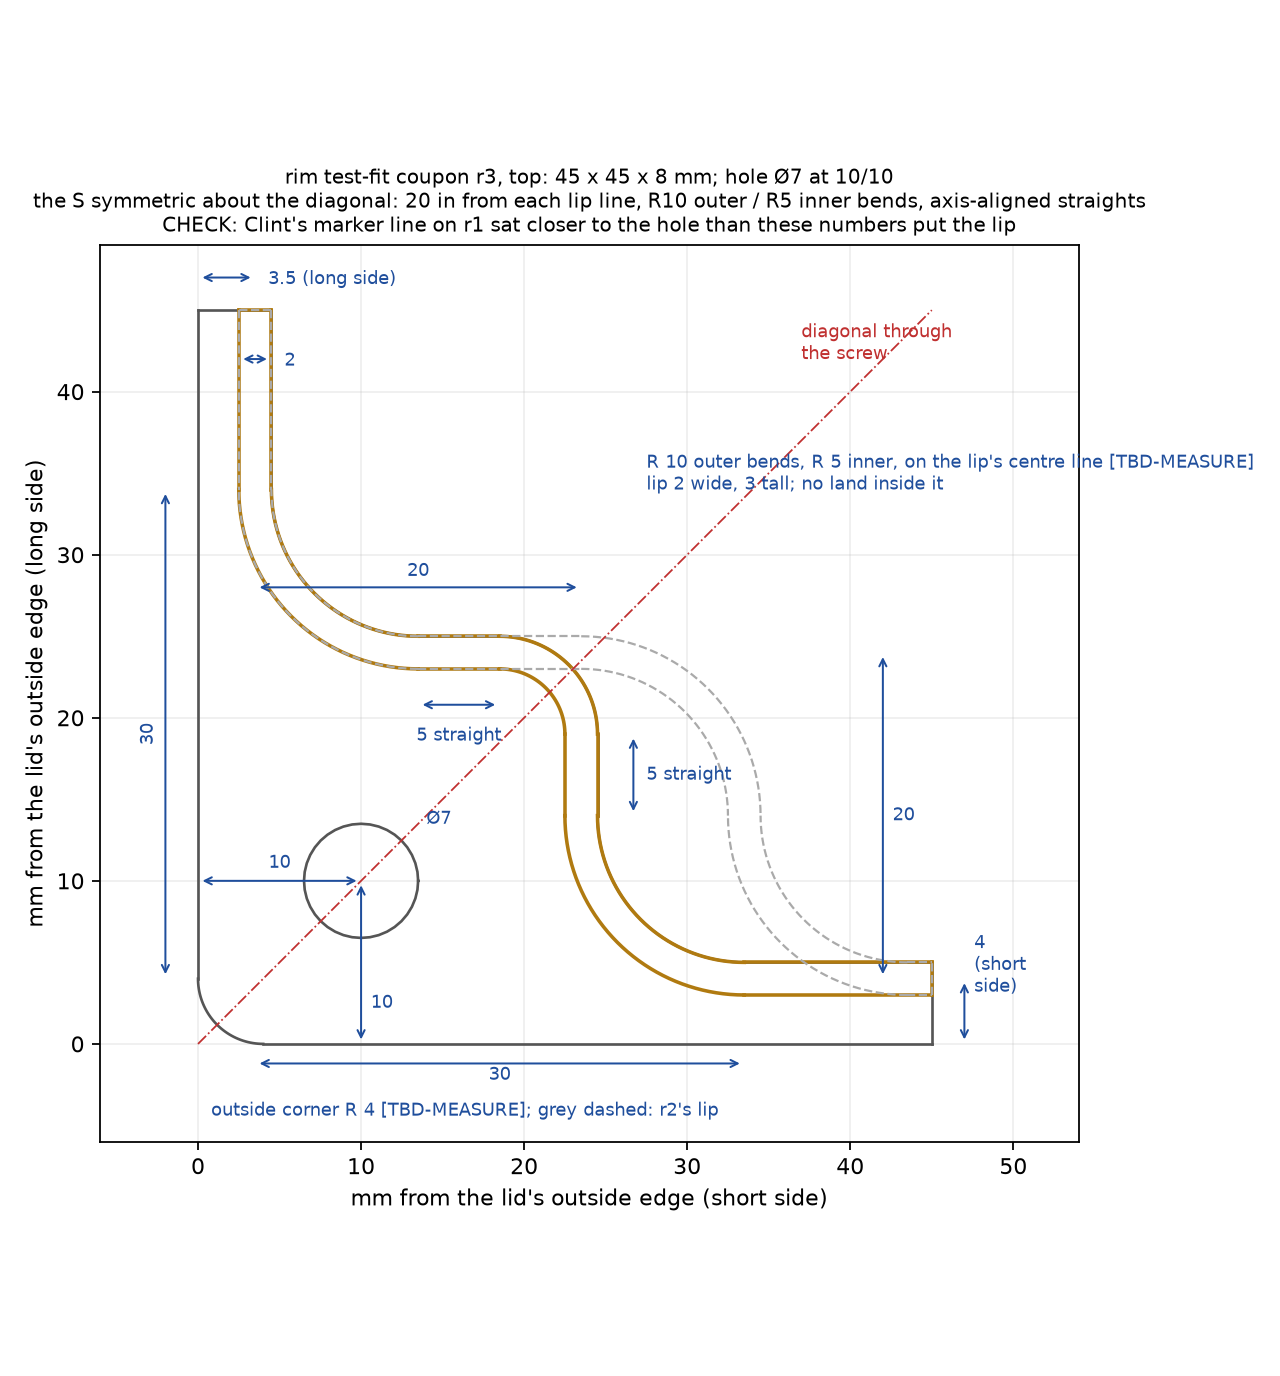 rim test-fit coupon r3, top: 45 x 45 x 8 mm; hole Ø7 at 10/10
the S symmetric about the diagonal: 20 in from each lip line, R10 outer / R5 inner bends, axis-aligned straights
CHECK: Clint's marker line on r1 sat closer to the hole than these numbers put the lip
3.5 (long side)
diagonal through
the screw
2
R 10 outer bends, R 5 inner, on the lip's centre line [TBD-MEASURE]
lip 2 wide, 3 tall; no land inside it
20
30
5 straight
5 straight
20
Ø7
10
10
4
(short
side)
30
outside corner R 4 [TBD-MEASURE]; grey dashed: r2's lip
40
30
20
10
0
mm from the lid's outside edge (long side)
0
10
20
30
40
50
mm from the lid's outside edge (short side)